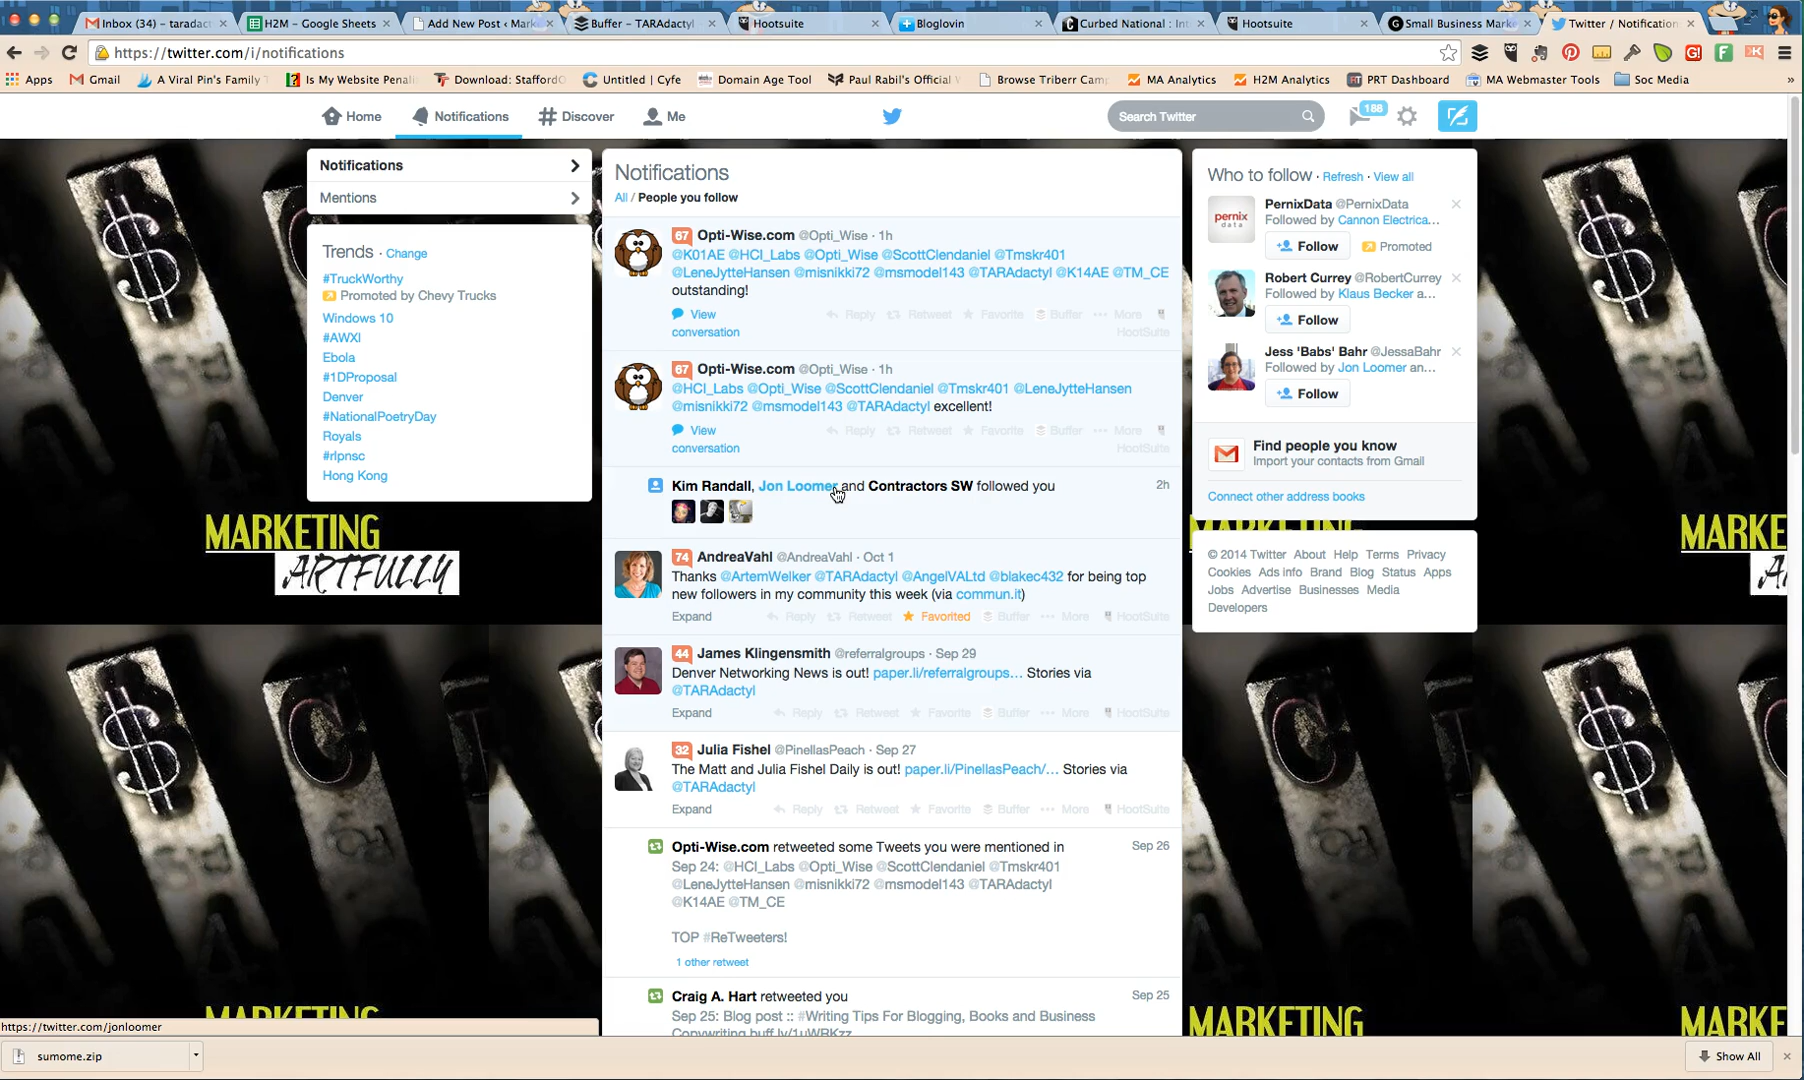 Inbox (34) - taradac
H2M - Google Sheets
Add New Post ‹ Mark
Buffer - TARAdactyl
Hootsuite
Bloglovin
Curbed National : In
Hootsuite
Small Business Mark
Twitter / Notification
https://twitter.com/i/notifications
Apps
Gmail
A Viral Pin's Family
Is My Website Penal
Download: StaffordO
Untitled | Cyfe
Domain Age Tool
Paul Rabil's Official
Browse Triberr Camp
MA Analytics
H2M Analytics
PRT Dashboard
MA Webmaster Tools
Soc Media
Home
Notifications
Discover
Me
Search Twitter
188
Notifications
Mentions
Trends · Change
#TruckWorthy
Promoted by Chevy Trucks
Windows 10
#AWXI
Ebola
#1DProposal
Denver
#NationalPoetryDay
Royals
#rlpnsc
Hong Kong
MARKETING
ARTFULLY
Notifications
All / People you follow
67 Opti-Wise.com @Opti_Wise · 1h
@K01AE @HCI_Labs @Opti_Wise @ScottClendaniel @Tmskr401
@LeneJytteHansen @misnikki72 @msmodel143 @TARAdactyl @K14AE @TM_CE
outstanding!
View conversation
Reply Retweet Favorite Buffer More
HootSuite
67 Opti-Wise.com @Opti_Wise · 1h
@HCI_Labs @Opti_Wise @ScottClendaniel @Tmskr401 @LeneJytteHansen
@misnikki72 @msmodel143 @TARAdactyl excellent!
View conversation
Reply Retweet Favorite Buffer More
HootSuite
Kim Randall, Jon Loomer and Contractors SW followed you 2h
74 AndreaVahl @AndreaVahl · Oct 1
Thanks @ArtemWelker @TARAdactyl @AngelVALtd @blakec432 for being top
new followers in my community this week (via commun.it)
Expand Reply Retweet Favorited Buffer More HootSuite
44 James Klingensmith @referralgroups · Sep 29
Denver Networking News is out! paper.li/referralgroups... Stories via
@TARAdactyl
Expand Reply Retweet Favorite Buffer More HootSuite
32 Julia Fishel @PinellasPeach · Sep 27
The Matt and Julia Fishel Daily is out! paper.li/PinellasPeach/... Stories via
@TARAdactyl
Expand Reply Retweet Favorite Buffer More HootSuite
Opti-Wise.com retweeted some Tweets you were mentioned in Sep 26
Sep 24: @HCI_Labs @Opti_Wise @ScottClendaniel @Tmskr401
@LeneJytteHansen @misnikki72 @msmodel143 @TARAdactyl
@K14AE @TM_CE
TOP #ReTweeters!
1 other retweet
Craig A. Hart retweeted you Sep 25
Sep 25: Blog post :: #Writing Tips For Blogging, Books and Business
Copywriting buff.ly/1uWRKzz
Who to follow · Refresh · View all
pernix
data
PernixData @PernixData
Followed by Cannon Electrica...
Follow Promoted
Robert Currey @RobertCurrey
Followed by Klaus Becker a...
Follow
Jess 'Babs' Bahr @JessaBahr
Followed by Jon Loomer an...
Follow
Find people you know
Import your contacts from Gmail
Connect other address books
© 2014 Twitter About Help Terms Privacy
Cookies Ads info Brand Blog Status Apps
Jobs Advertise Businesses Media
Developers
MARKETING
MARKETING
MARKETING
MARKETING
https://twitter.com/jonloomer
sumome.zip
Show All